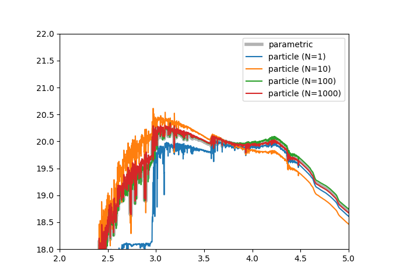 22.0
21.5
21.0
20.5
20.0
19.5
19.0
18.5
18.0
2.0 2.5 3.0 3.5 4.0 4.5 5.0
parametric
particle (N=1)
particle (N=10)
particle (N=100)
particle (N=1000)